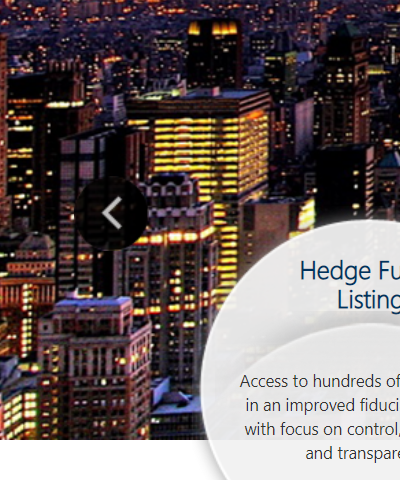 Hedge Fu
Listing
Access to hundreds of
in an improved fiduci
with focus on control,
and transpare